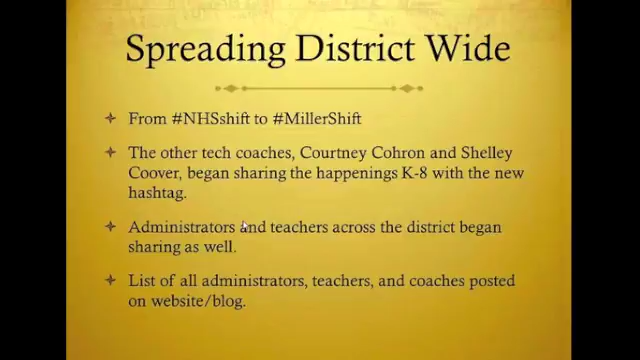 Spreading District Wide
From #NHSshift to #MillerShift
The other tech coaches, Courtney Cohron and Shelley
Coover, began sharing the happenings K-8 with the new
hashtag.
Administrators and teachers across the district began
sharing as well.
List of all administrators, teachers, and coaches posted
on website/blog.